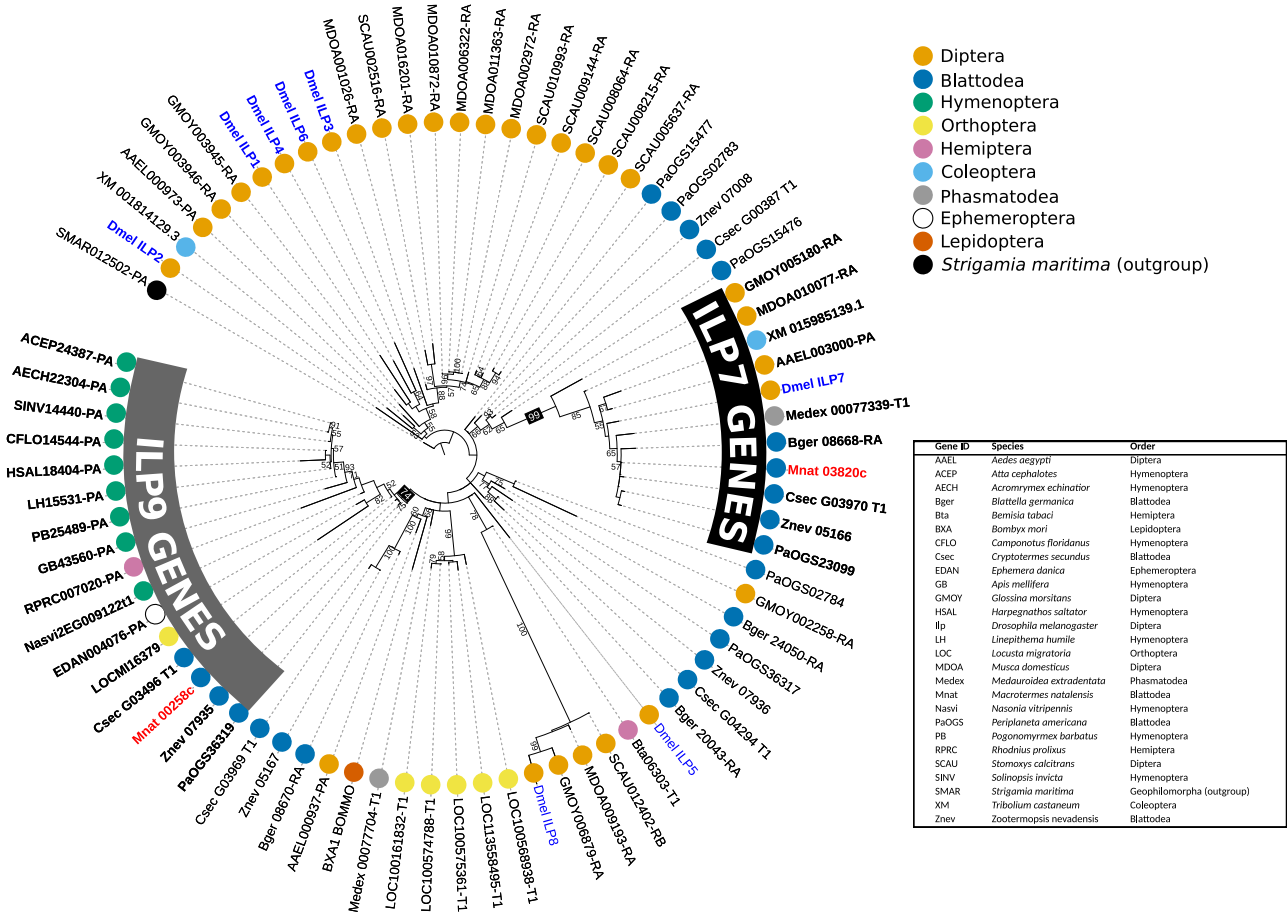 Diptera
Blattodea
Hymenoptera
Orthoptera
Hemiptera
Coleoptera
Phasmatodea
Ephemeroptera
Lepidoptera
Strigamia maritima (outgroup)
SMAR012502-PA
Dmel ILP2
XM 001814129.3
AAEL000973-PA
GMOY003946-RA
GMOY003945-RA
Dmel ILP1
Dmel ILP4
Dmel ILP6
Dmel ILP3
MDOA001026-RA
SCAU002516-RA
MDOA016201-RA
MDOA010872-RA
MDOA006322-RA
MDOA011363-RA
MDOA002972-RA
SCAU010993-RA
SCAU009144-RA
SCAU008064-RA
SCAU008215-RA
SCAU005637-RA
PaOGS15477
PaOGS02783
Znev 07008
Csec G00387 T1
PaOGS15476
GMOY005180-RA
MDOA010077-RA
XM 015985139.1
AAEL003000-PA
Dmel ILP7
Medex 00077339-T1
Bger 08668-RA
Mnat 03820c
Csec G03970 T1
Znev 05166
PaOGS23099
ILP7 GENES
PaOGS02784
GMOY002258-RA
Bger 24050-RA
PaOGS36317
Znev 07936
Csec G04294 T1
Bger 20043-RA
Dmel ILP5
Bta06303-T1
SCAU012402-RB
MDOA009193-RA
GMOY006879-RA
Dmel ILP8
LOC100568938-T1
LOC113558495-T1
LOC100575361-T1
LOC100574788-T1
LOC100161832-T1
Medex 00077704-T1
BXA1 BOMMO
AAEL000937-PA
Bger 08670-RA
Znev 05167
Csec G03969 T1
PaOGS36319
Znev 07935
Mnat 00258c
Csec G03496 T1
LOCMI16379
EDAN004076-PA
Nasvi2EG009122t1
RPRC007020-PA
GB43560-PA
PB25489-PA
LH15531-PA
HSAL18404-PA
CFLO14544-PA
SINV14440-PA
AECH22304-PA
ACEP24387-PA
ILP9 GENES
99
74
100
78
66
Gene ID Species Order
AAEL Aedes aegypti Diptera
ACEP Atta cephalotes Hymenoptera
AECH Acromrymex echinatior Hymenoptera
Bger Blattella germanica Blattodea
Bta Bemisia tabaci Hemiptera
BXA Bombyx mori Lepidoptera
CFLO Camponotus floridanus Hymenoptera
Csec Cryptotermes secundus Blattodea
EDAN Ephemera danica Ephemeroptera
GB Apis mellifera Hymenoptera
GMOY Glossina morsitans Diptera
HSAL Harpegnathos saltator Hymenoptera
Ilp Drosophila melanogaster Diptera
LH Linepithema humile Hymenoptera
LOC Locusta migratoria Orthoptera
MDOA Musca domesticus Diptera
Medex Medauroidea extradentata Phasmatodea
Mnat Macrotermes natalensis Blattodea
Nasvi Nasonia vitripennis Hymenoptera
PaOGS Periplaneta americana Blattodea
PB Pogonomyrmex barbatus Hymenoptera
RPRC Rhodnius prolixus Hemiptera
SCAU Stomoxys calcitrans Diptera
SINV Solinopsis invicta Hymenoptera
SMAR Strigamia maritima Geophilomorpha (outgroup)
XM Tribolium castaneum Coleoptera
Znev Zootermopsis nevadensis Blattodea